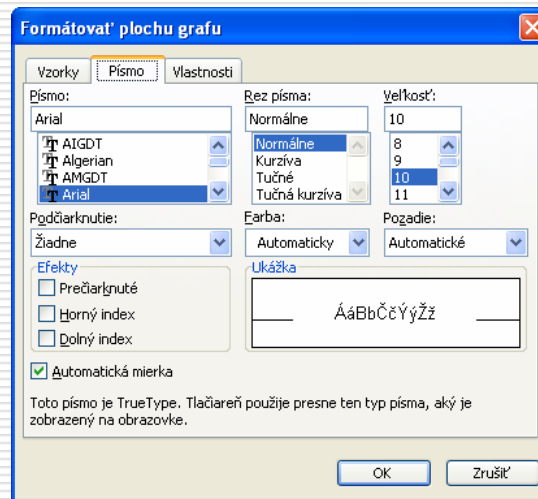 Formátovať plochu grafu
Vzorky Písmo Vlastnosti
Písmo: Rez písma: Veľkosť:
Arial Normálne 10
AIGDT Normálne 8
Algerian Kurzíva 9
AMGDT Tučné 10
Arial Tučná kurzíva 11
Podčiarknutie: Farba: Pozadie:
Žiadne Automaticky Automatické
Efekty Ukážka
Prečiarknuté
Horný index
Dolný index
ÁáBbČčÝýŽž
Automatická mierka
Toto písmo je TrueType. Tlačiareň použije presne ten typ písma, aký je
zobrazený na obrazovke.
OK Zrušiť